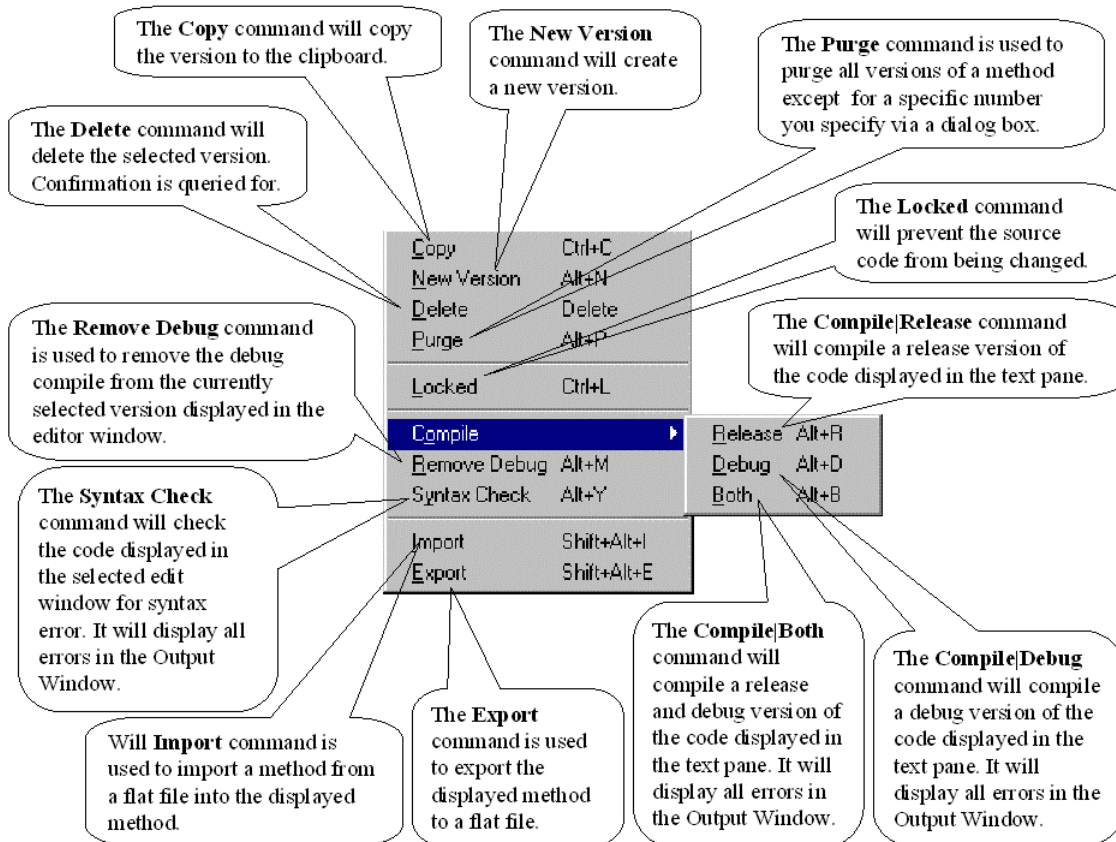 The Copy command will copy
the version to the clipboard.
The New Version
command will create
a new version.
The Purge command is used to
purge all versions of a method
except for a specific number
you specify via a dialog box.
The Delete command will
delete the selected version.
Confirmation is queried for.
The Locked command
will prevent the source
code from being changed.
The Remove Debug command
is used to remove the debug
compile from the currently
selected version displayed in the
editor window.
The Compile|Release command
will compile a release version of
the code displayed in the text pane.
Copy Ctrl+C
New Version Alt+N
Delete Delete
Purge Alt+P
Locked Ctrl+L
Compile
Remove Debug Alt+M
Syntax Check Alt+Y
Import Shift+Alt+I
Export Shift+Alt+E
Release Alt+R
Debug Alt+D
Both Alt+B
The Syntax Check
command will check
the code displayed in
the selected edit
window for syntax
error. It will display all
errors in the Output
Window.
Will Import command is
used to import a method from
a flat file into the displayed
method.
The Export
command is used
to export the
displayed method
to a flat file.
The Compile|Both
command will
compile a release
and debug version of
the code displayed in
the text pane. It will
display all errors in
the Output Window.
The Compile|Debug
command will compile
a debug version of the
code displayed in the
text pane. It will
display all errors in the
Output Window.